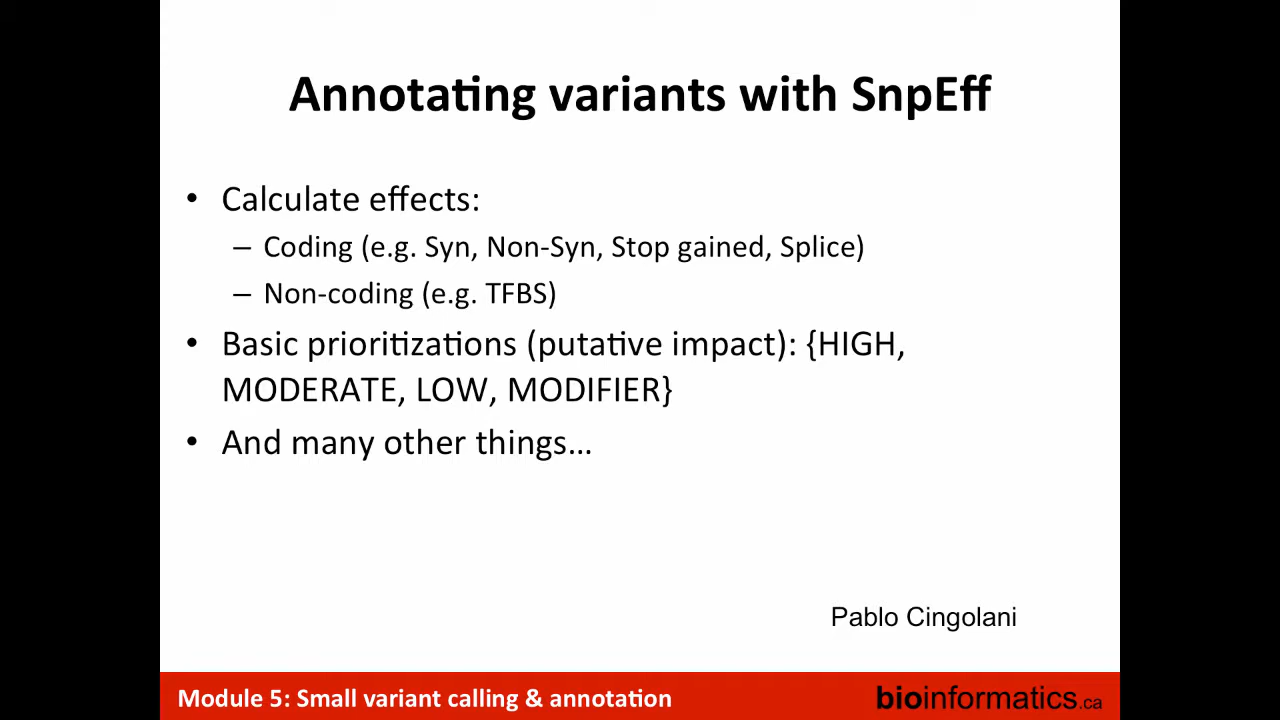 Annotating variants with SnpEff
• Calculate effects:
– Coding (e.g. Syn, Non-Syn, Stop gained, Splice)
– Non-coding (e.g. TFBS)
• Basic prioritizations (putative impact): {HIGH,
MODERATE, LOW, MODIFIER}
• And many other things…
Pablo Cingolani
Module 5: Small variant calling & annotation
bioinformatics.ca